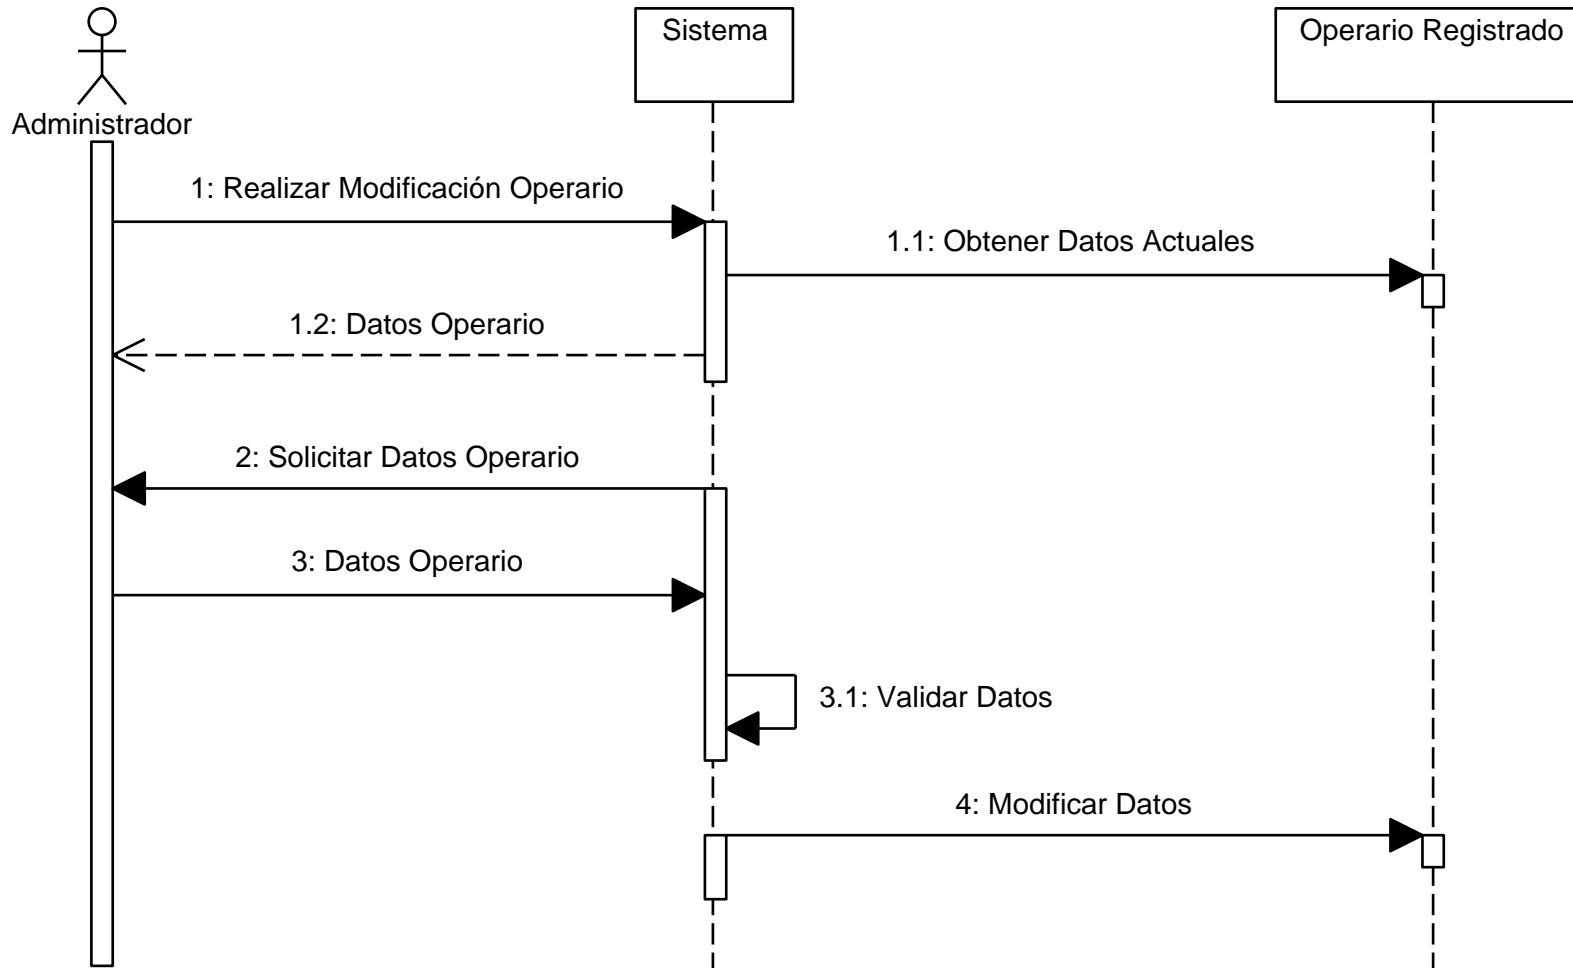 Sistema
Operario Registrado
Administrador
1: Realizar Modificación Operario
1.1: Obtener Datos Actuales
1.2: Datos Operario
2: Solicitar Datos Operario
3: Datos Operario
3.1: Validar Datos
4: Modificar Datos